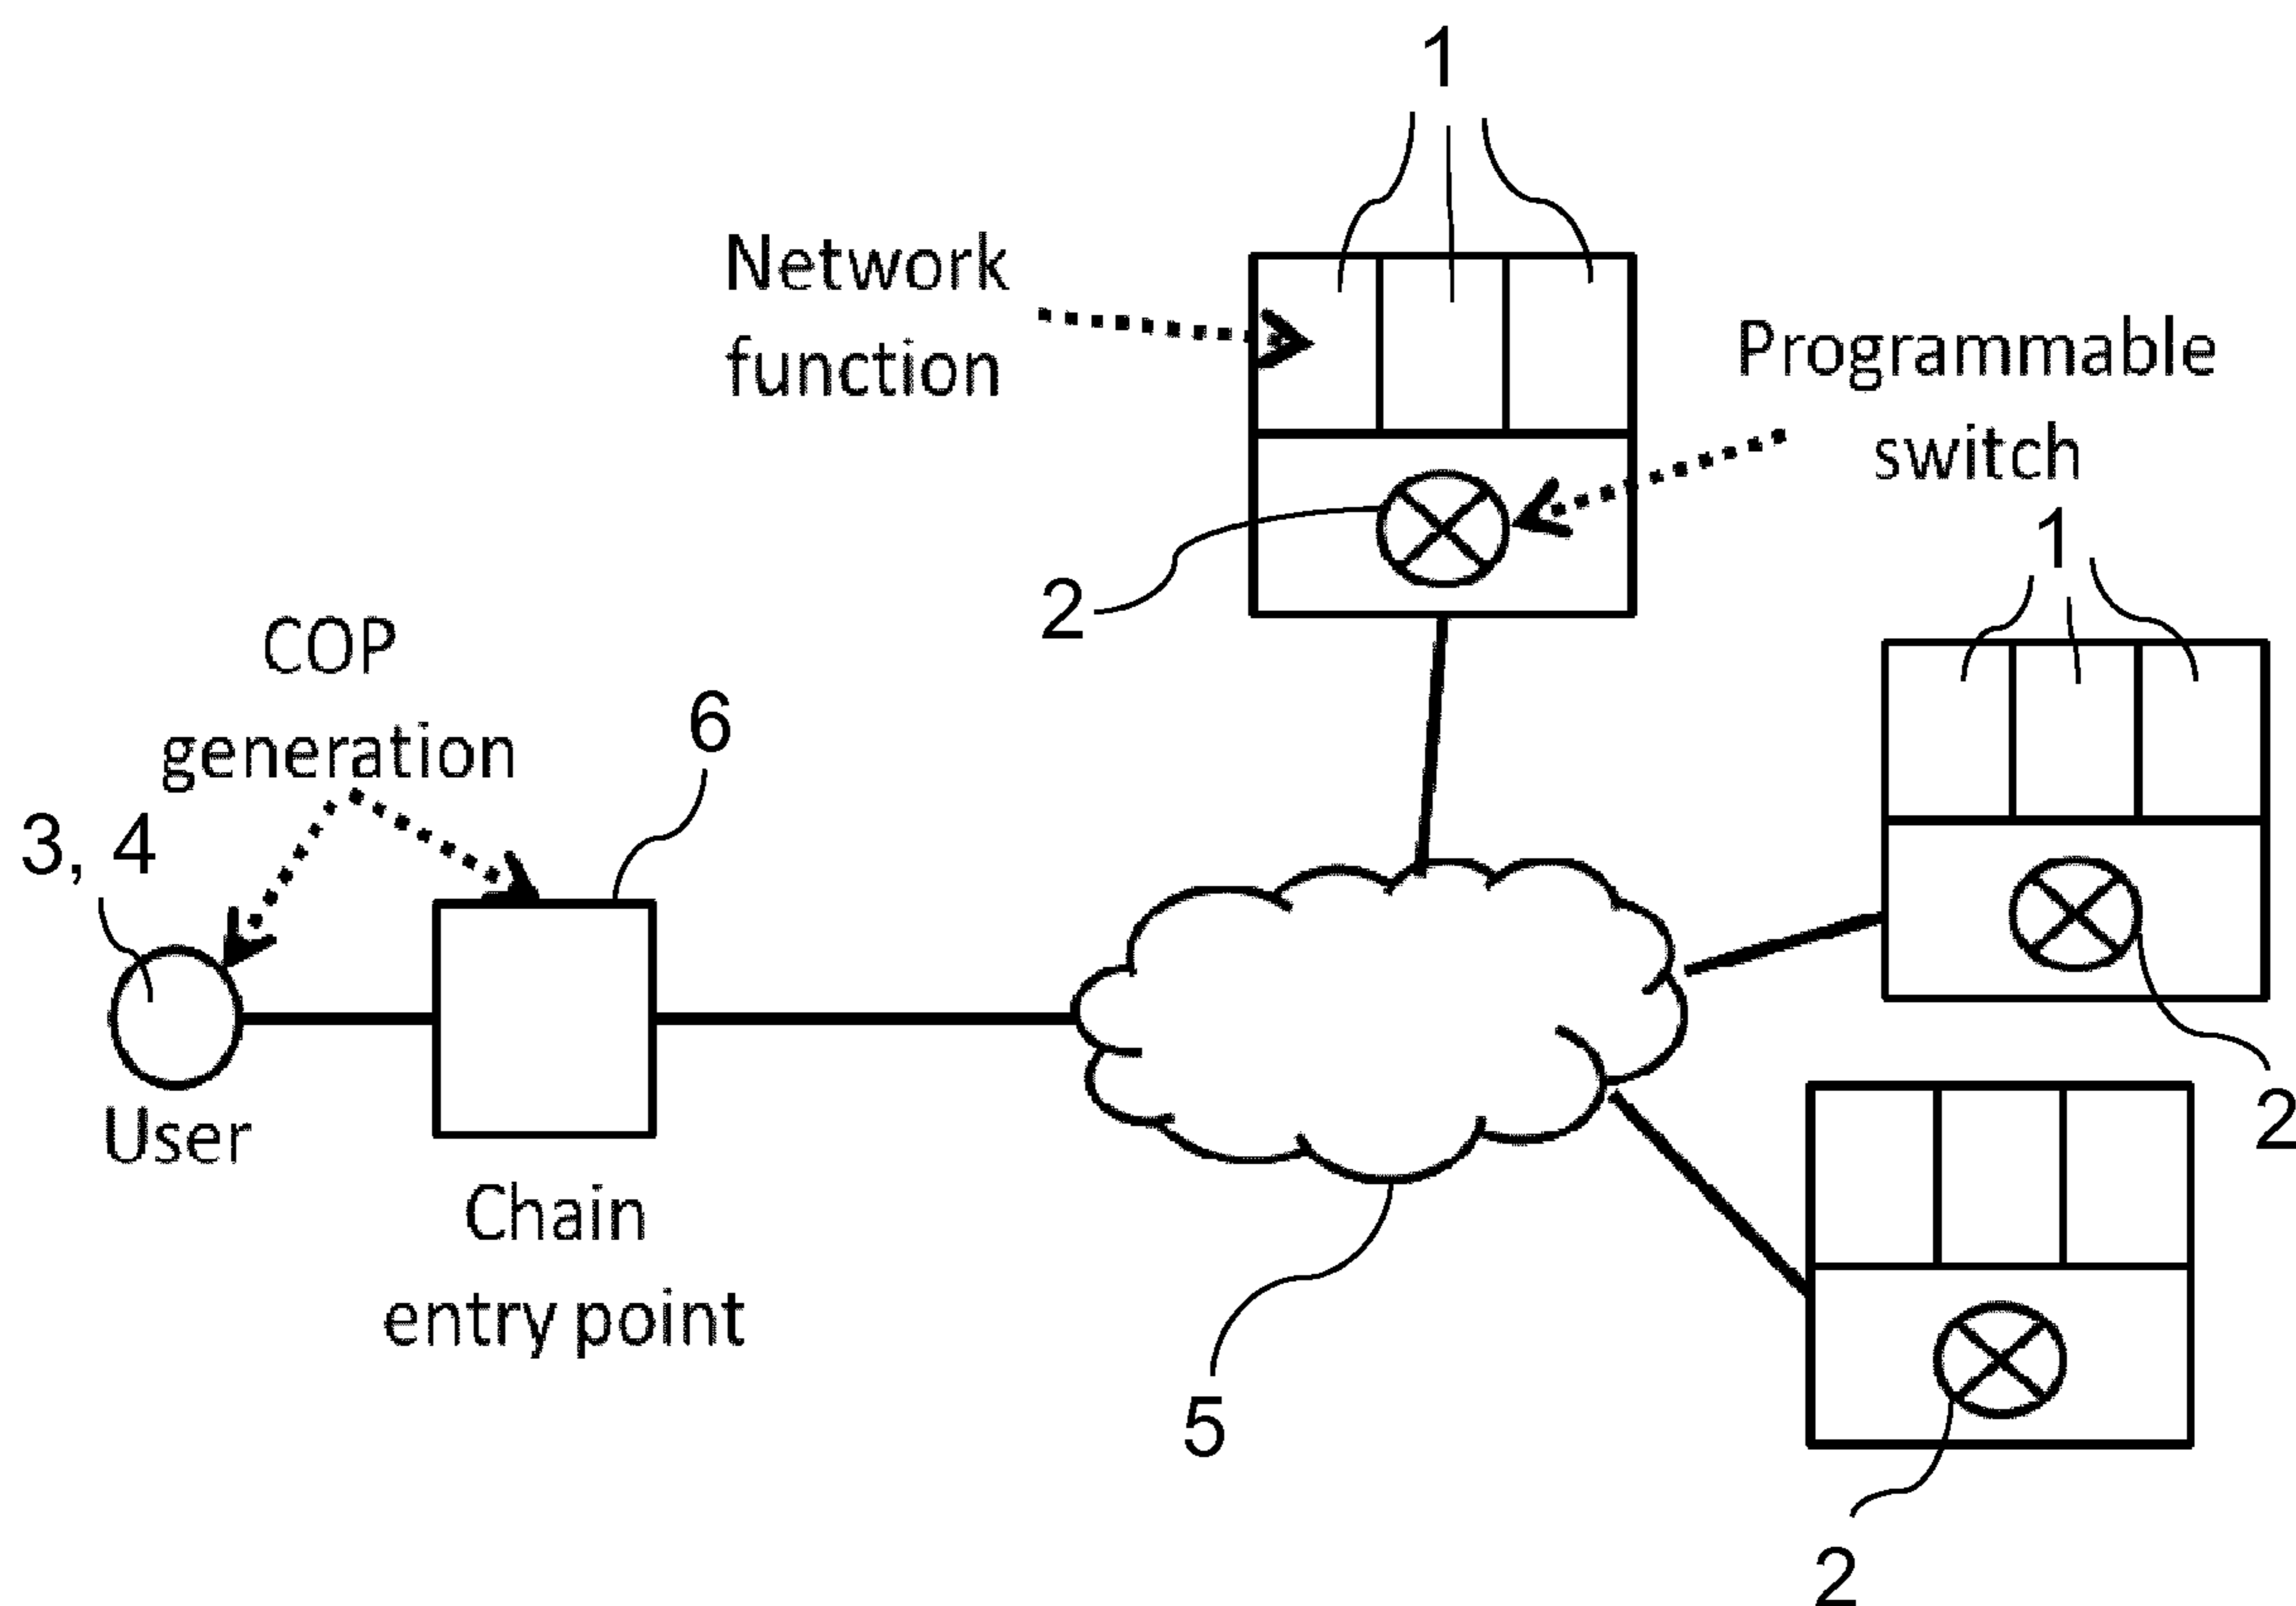 1
Network
function
Programmable
switch
2
1
COP
generation
6
3, 4
2
User
Chain
entry point
5
2